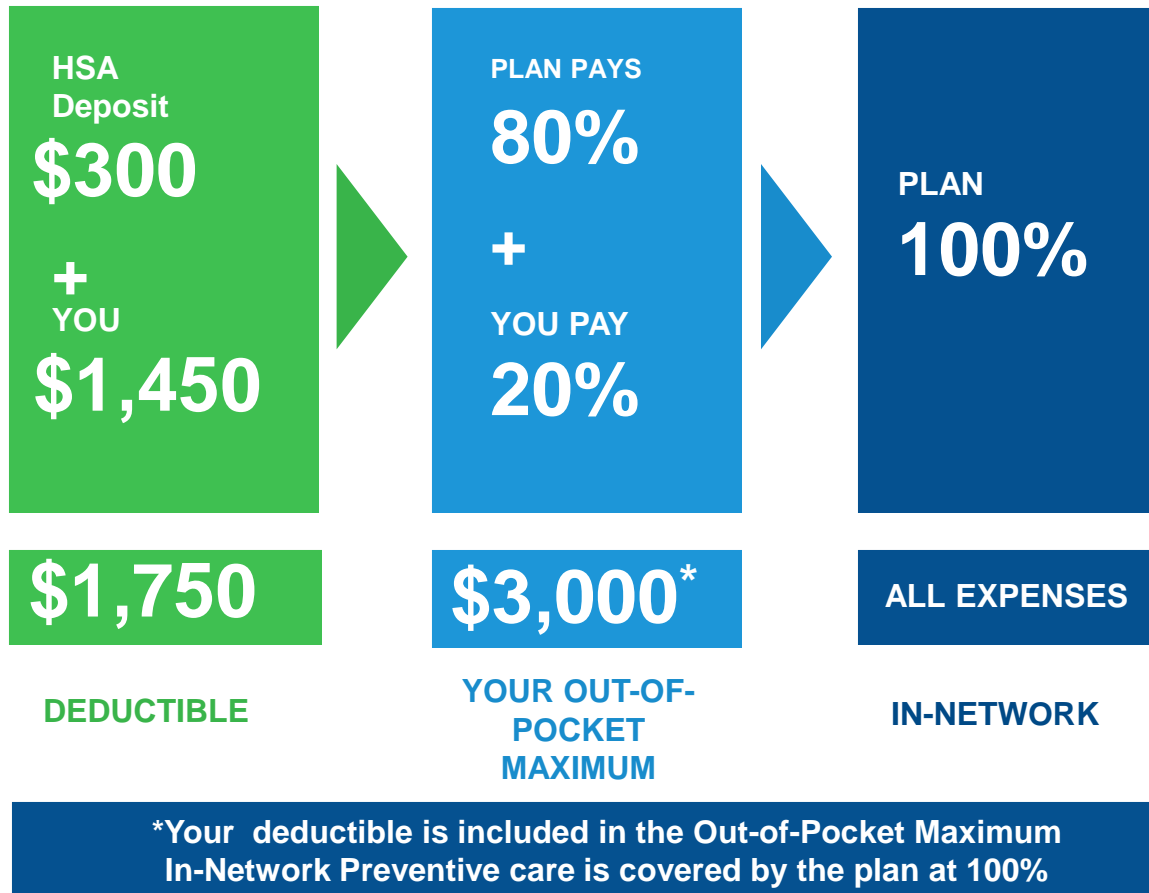 HSA
Deposit
$300
+
YOU
$1,450
PLAN PAYS
80%
+
YOU PAY
20%
PLAN
100%
$1,750
$3,000*
ALL EXPENSES
DEDUCTIBLE
YOUR OUT-OF-
POCKET
MAXIMUM
IN-NETWORK
*Your  deductible is included in the Out-of-Pocket Maximum
In-Network Preventive care is covered by the plan at 100%